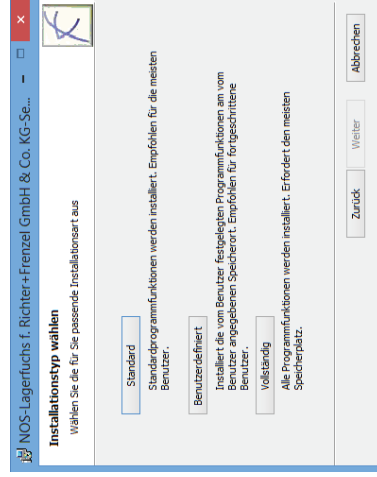 NOS-Lagerfuchs f. Richter+Frenzel GmbH & Co. KG-Se...
Installationstyp wählen
Wählen Sie die für Sie passende Installationsart aus
Standard
Standardprogrammfunktionen werden installiert. Empfohlen für die meisten
Benutzer.
Benutzerdefiniert
Installiert die vom Benutzer festgelegten Programmfunktionen am vom
Benutzer angegebenen Speicherort. Empfohlen für fortgeschrittene
Benutzer.
Vollständig
Alle Programmfunktionen werden installiert. Erfordert den meisten
Speicherplatz.
Zurück Weiter Abbrechen